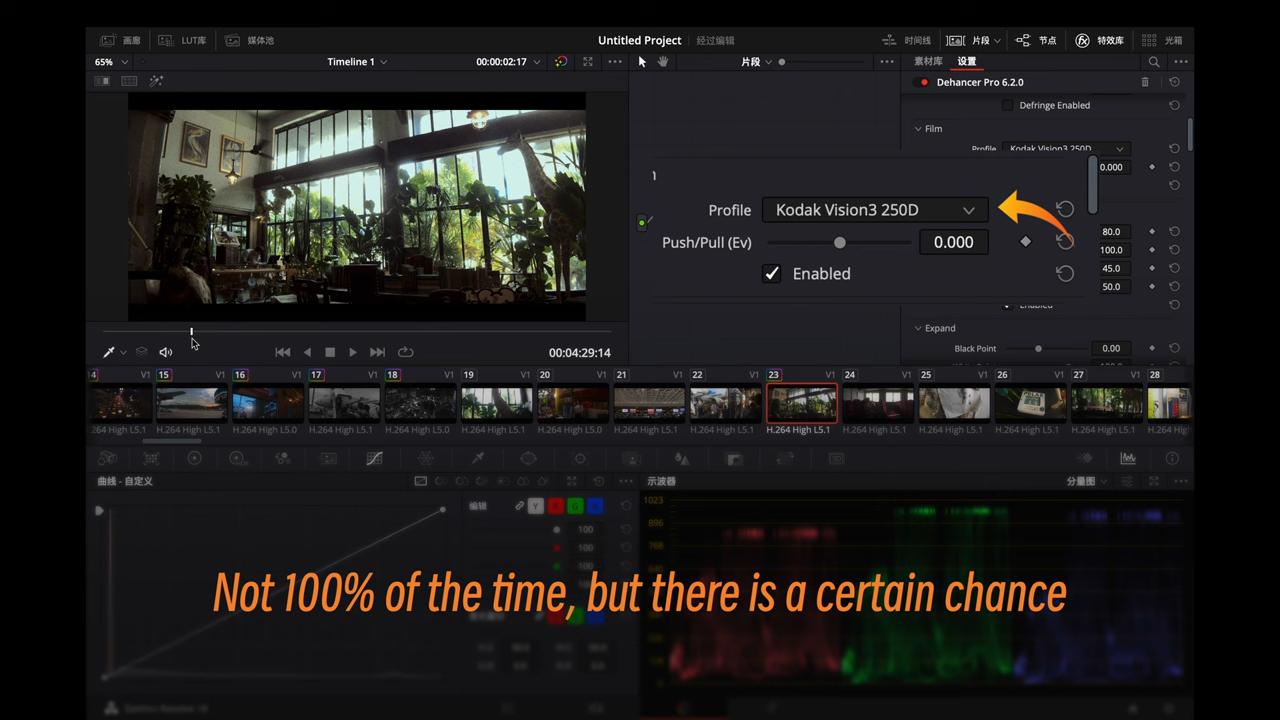 画廊 LUT库 媒体池 Untitled Project 经过编辑 时间线 片段 节点 特效库 光箱
65% Timeline 1 00:00:02:17 片段 素材库 设置
Dehancer Pro 6.2.0
Defringe Enabled
Film
Profile Kodak Vision3 250D
0.000
Profile Kodak Vision3 250D
Push/Pull (Ev) 0.000
Enabled
80.0
100.0
45.0
50.0
Enabled
Expand
Black Point 0.00
00:04:29:14
14 V1 15 V1 16 V1 17 V1 18 V1 19 V1 20 V1 21 V1 22 V1 23 V1 24 V1 25 V1 26 V1 27 V1 28
H.264 High L5.1 H.264 High L5.1 H.264 High L5.0 H.264 High L5.1 H.264 High L5.0 H.264 High L5.1 H.264 High L5.0 H.264 High L5.1 H.264 High L5.1 H.264 High L5.1 H.264 High L5.1 H.264 High L5.1 H.264 High L5.1 H.264 High L5.1 H.264 High
曲线 - 自定义 示波器 分量图
编辑 Y
100
100
100
1023
896
768
Not 100% of the time, but there is a certain chance